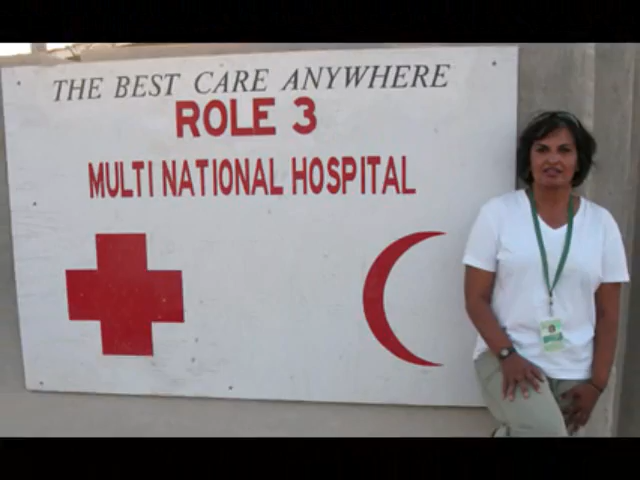 THE BEST CARE ANYWHERE
ROLE 3
MULTI NATIONAL HOSPITAL